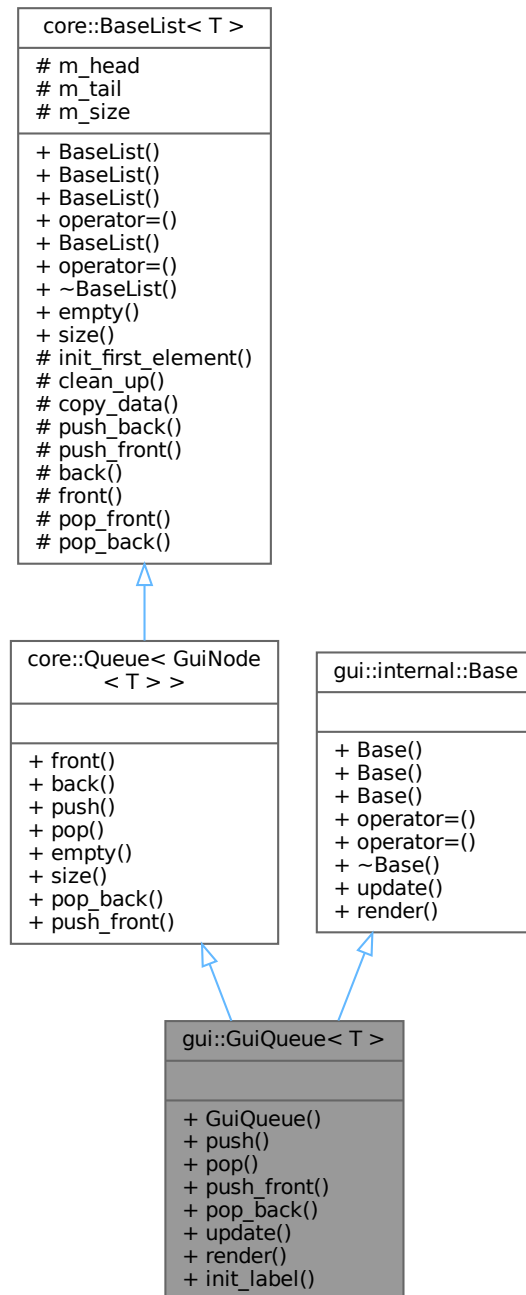 core::BaseList< T >
# m_head
# m_tail
# m_size
+ BaseList()
+ BaseList()
+ BaseList()
+ operator=()
+ BaseList()
+ operator=()
+ ~BaseList()
+ empty()
+ size()
# init_first_element()
# clean_up()
# copy_data()
# push_back()
# push_front()
# back()
# front()
# pop_front()
# pop_back()
core::Queue< GuiNode
< T > >
+ front()
+ back()
+ push()
+ pop()
+ empty()
+ size()
+ pop_back()
+ push_front()
gui::internal::Base
+ Base()
+ Base()
+ Base()
+ operator=()
+ operator=()
+ ~Base()
+ update()
+ render()
gui::GuiQueue< T >
+ GuiQueue()
+ push()
+ pop()
+ push_front()
+ pop_back()
+ update()
+ render()
+ init_label()